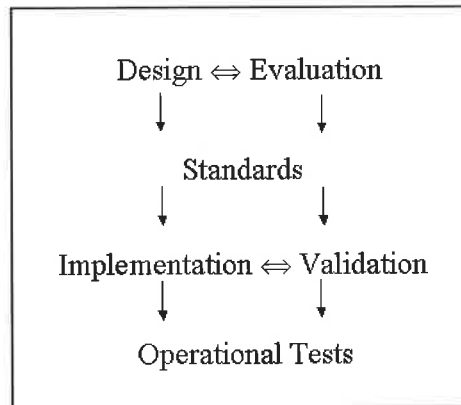 Design ⇔ Evaluation
Standards
Implementation ⇔ Validation
Operational Tests